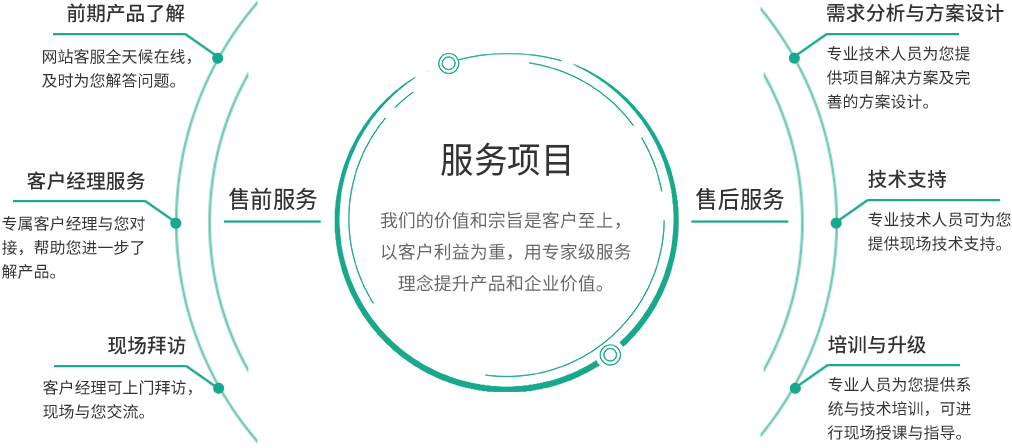 前期产品了解
网站客服全天候在线，
及时为您解答问题。
客户经理服务
专属客户经理与您对
接，帮助您进一步了
解产品。
现场拜访
客户经理可上门拜访，
现场与您交流。
售前服务
服务项目
我们的价值和宗旨是客户至上，
以客户利益为重，用专家级服务
理念提升产品和企业价值。
售后服务
需求分析与方案设计
专业技术人员为您提
供项目解决方案及完
善的方案设计。
技术支持
专业技术人员可为您
提供现场技术支持。
培训与升级
专业人员为您提供系
统与技术培训，可进
行现场授课与指导。